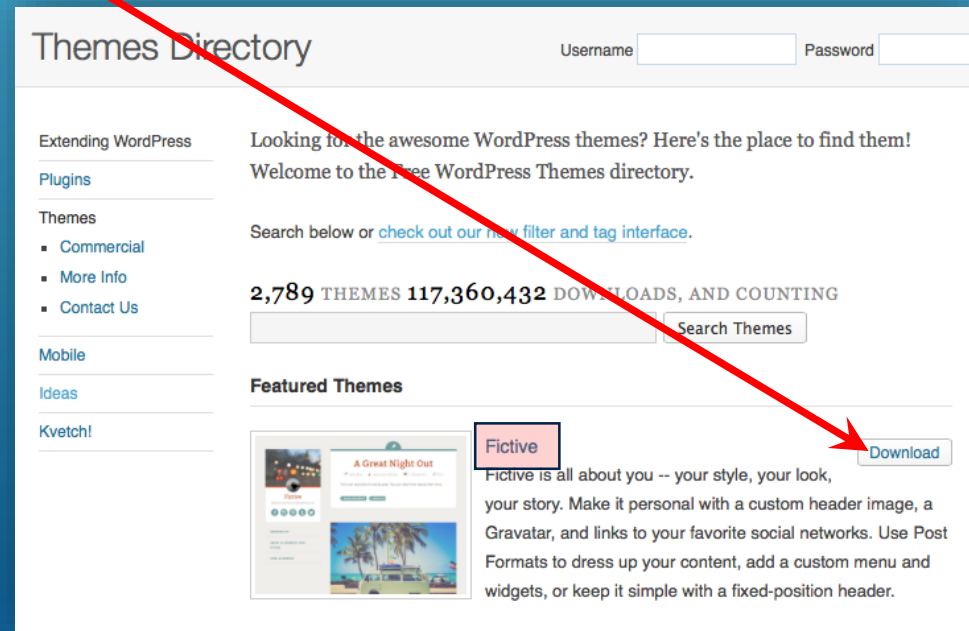 Themes Directory
Username
Password
Extending WordPress
Plugins
Themes
Commercial
More Info
Contact Us
Mobile
Ideas
Kvetch!
Looking for the awesome WordPress themes? Here's the place to find them!
Welcome to the Free WordPress Themes directory.
Search below or check out our new filter and tag interface.
2,789 THEMES 117,360,432 DOWNLOADS, AND COUNTING
Search Themes
Featured Themes
A Great Night Out
Fictive
Fictive
Download
Fictive is all about you -- your style, your look,
your story. Make it personal with a custom header image, a
Gravatar, and links to your favorite social networks. Use Post
Formats to dress up your content, add a custom menu and
widgets, or keep it simple with a fixed-position header.